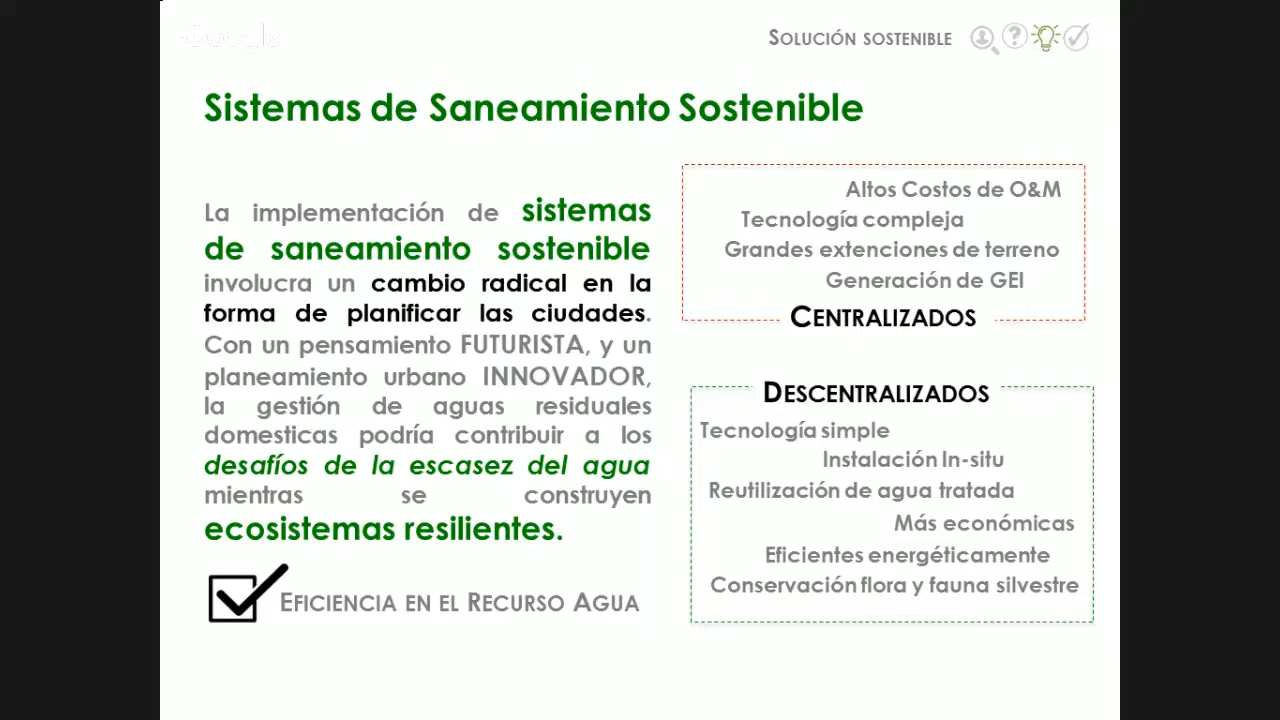 Google
SOLUCIÓN SOSTENIBLE
Sistemas de Saneamiento Sostenible
La implementación de sistemas
de saneamiento sostenible
involucra un cambio radical en la
forma de planificar las ciudades.
Con un pensamiento FUTURISTA, y un
planeamiento urbano INNOVADOR,
la gestión de aguas residuales
domesticas podría contribuir a los
desafíos de la escasez del agua
mientras se construyen
ecosistemas resilientes.
EFICIENCIA EN EL RECURSO AGUA
Altos Costos de O&M
Tecnología compleja
Grandes extenciones de terreno
Generación de GEI
CENTRALIZADOS
DESCENTRALIZADOS
Tecnología simple
Instalación In-situ
Reutilización de agua tratada
Más económicas
Eficientes energéticamente
Conservación flora y fauna silvestre